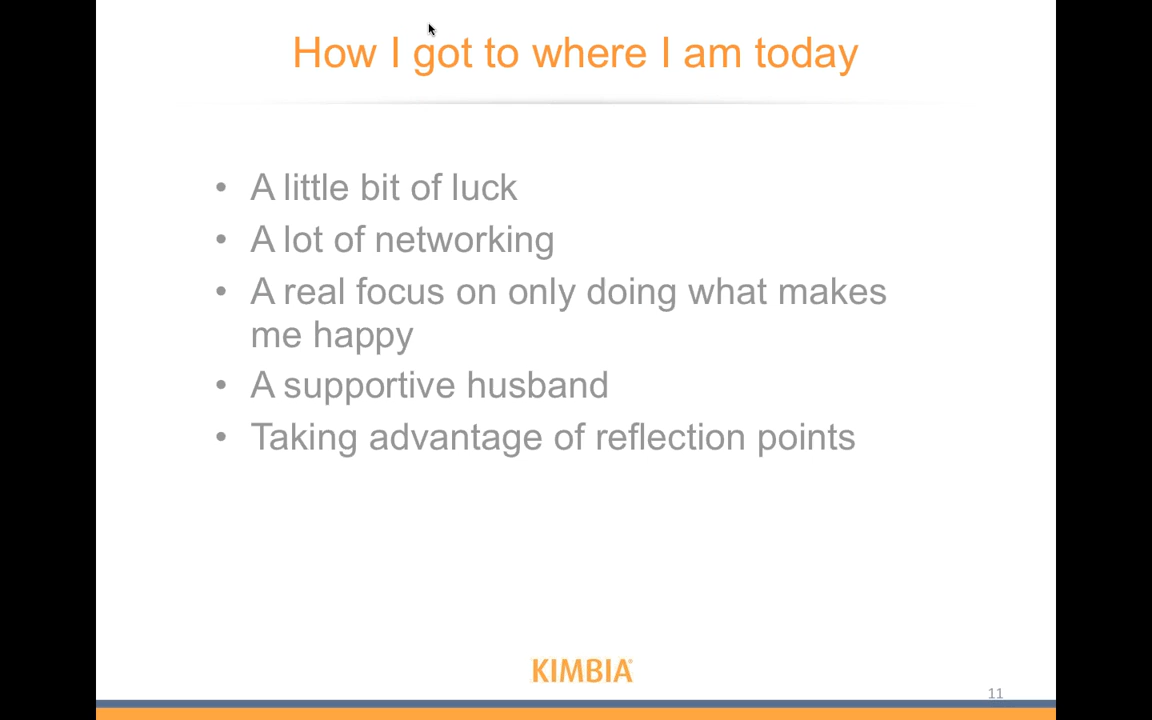 How I got to where I am today
• A little bit of luck
• A lot of networking
• A real focus on only doing what makes
me happy
• A supportive husband
• Taking advantage of reflection points
KIMBIA
11